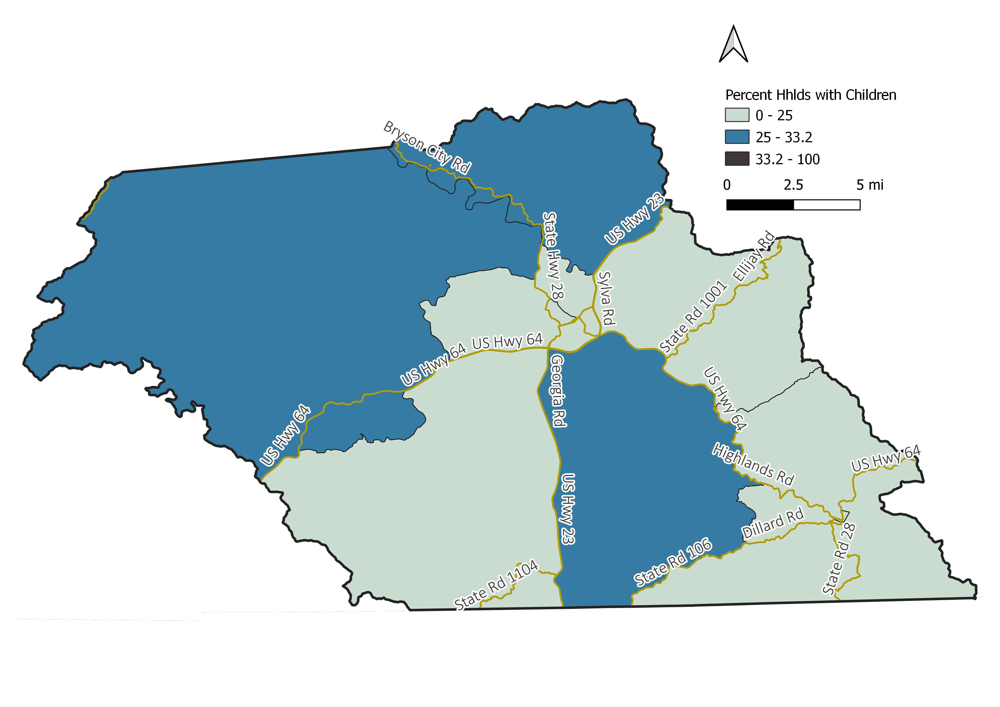 Percent Hhlds with Children
0 - 25
25 - 33.2
33.2 - 100
0 2.5 5 mi
Bryson City Rd
US Hwy 23
State Hwy 28
Ellijay Rd
Sylva Rd
State Rd 1001
US Hwy 64
US Hwy 64
Georgia Rd
US Hwy 64
US Hwy 64
Highlands Rd
US Hwy 64
US Hwy 23
Dillard Rd
State Rd 28
State Rd 106
State Rd 1104